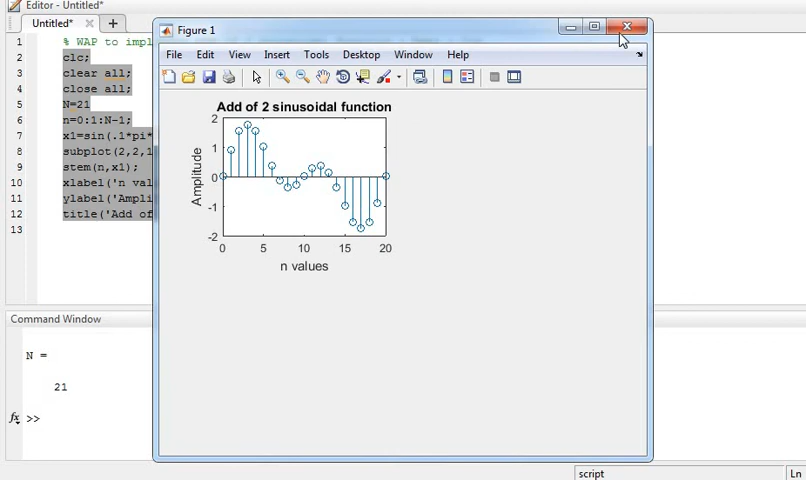 Editor - Untitled*
Untitled*
1 % WAP to impl
2 clc;
3 clear all;
4 close all;
5 N=21
6 n=0:1:N-1;
7 x1=sin(.1*pi*
8 subplot(2,2,1
9 stem(n,x1);
10 xlabel('n val
11 ylabel('Ampli
12 title('Add of
13
Figure 1
File Edit View Insert Tools Desktop Window Help
Add of 2 sinusoidal function
2
1
0
-1
-2
Amplitude
0 5 10 15 20
n values
Command Window
N =
21
fx >>
script Ln